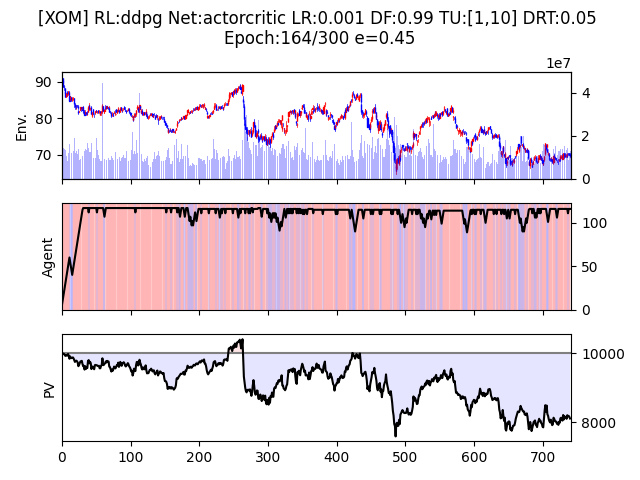 [XOM] RL:ddpg Net:actorcritic LR:0.001 DF:0.99 TU:[1,10] DRT:0.05
Epoch:164/300 e=0.45
1e7
90
80
70
Env.
4
2
0
Agent
100
50
0
PV
10000
8000
0 100 200 300 400 500 600 700